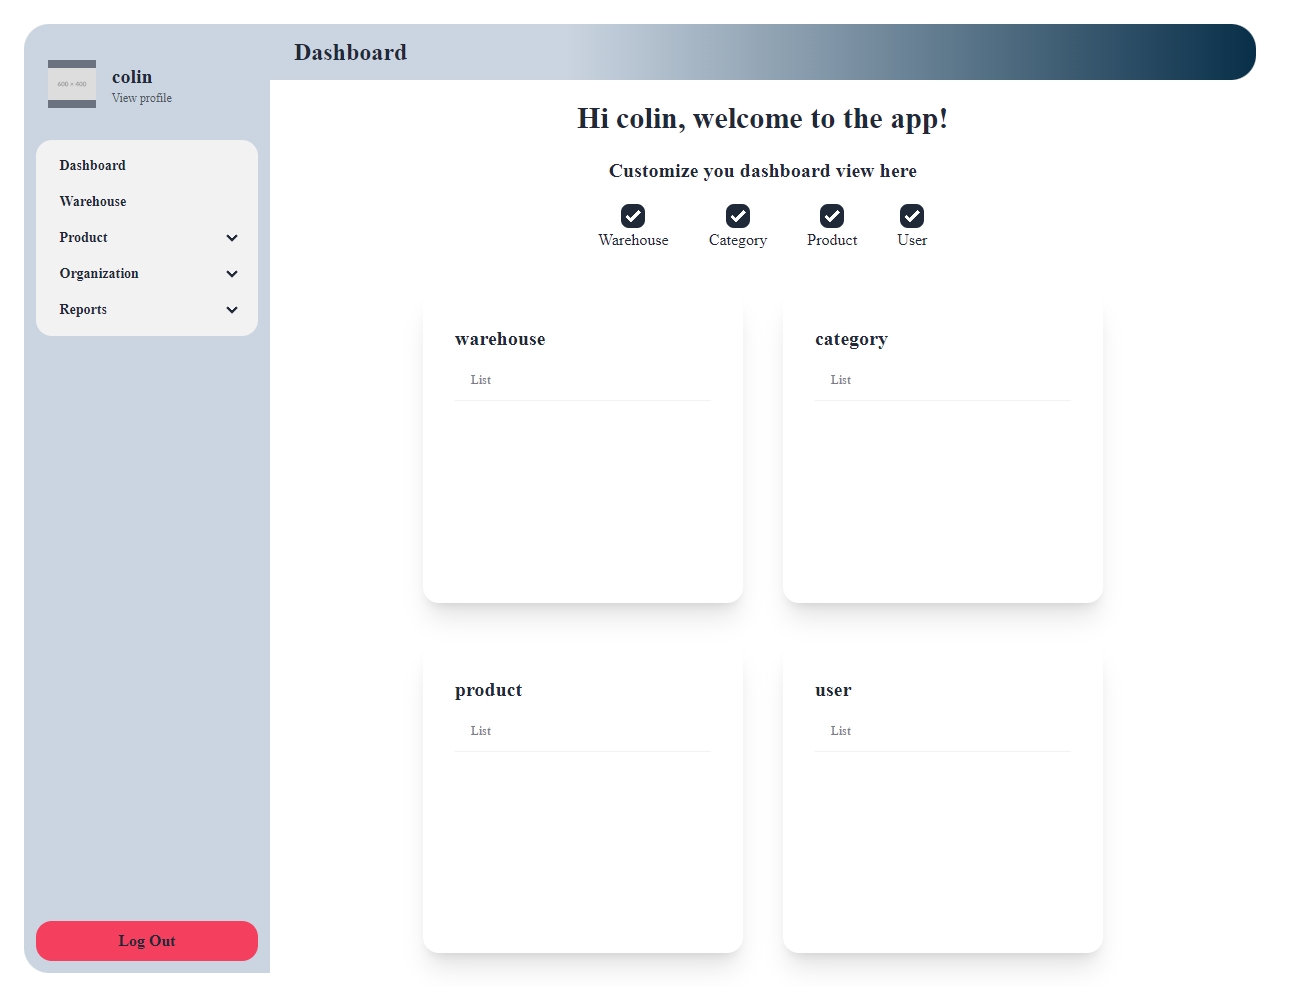 Dashboard
600 × 400
colin
View profile
Dashboard
Warehouse
Product
Organization
Reports
Log Out
Hi colin, welcome to the app!
Customize you dashboard view here
Warehouse
Category
Product
User
warehouse
List
category
List
product
List
user
List